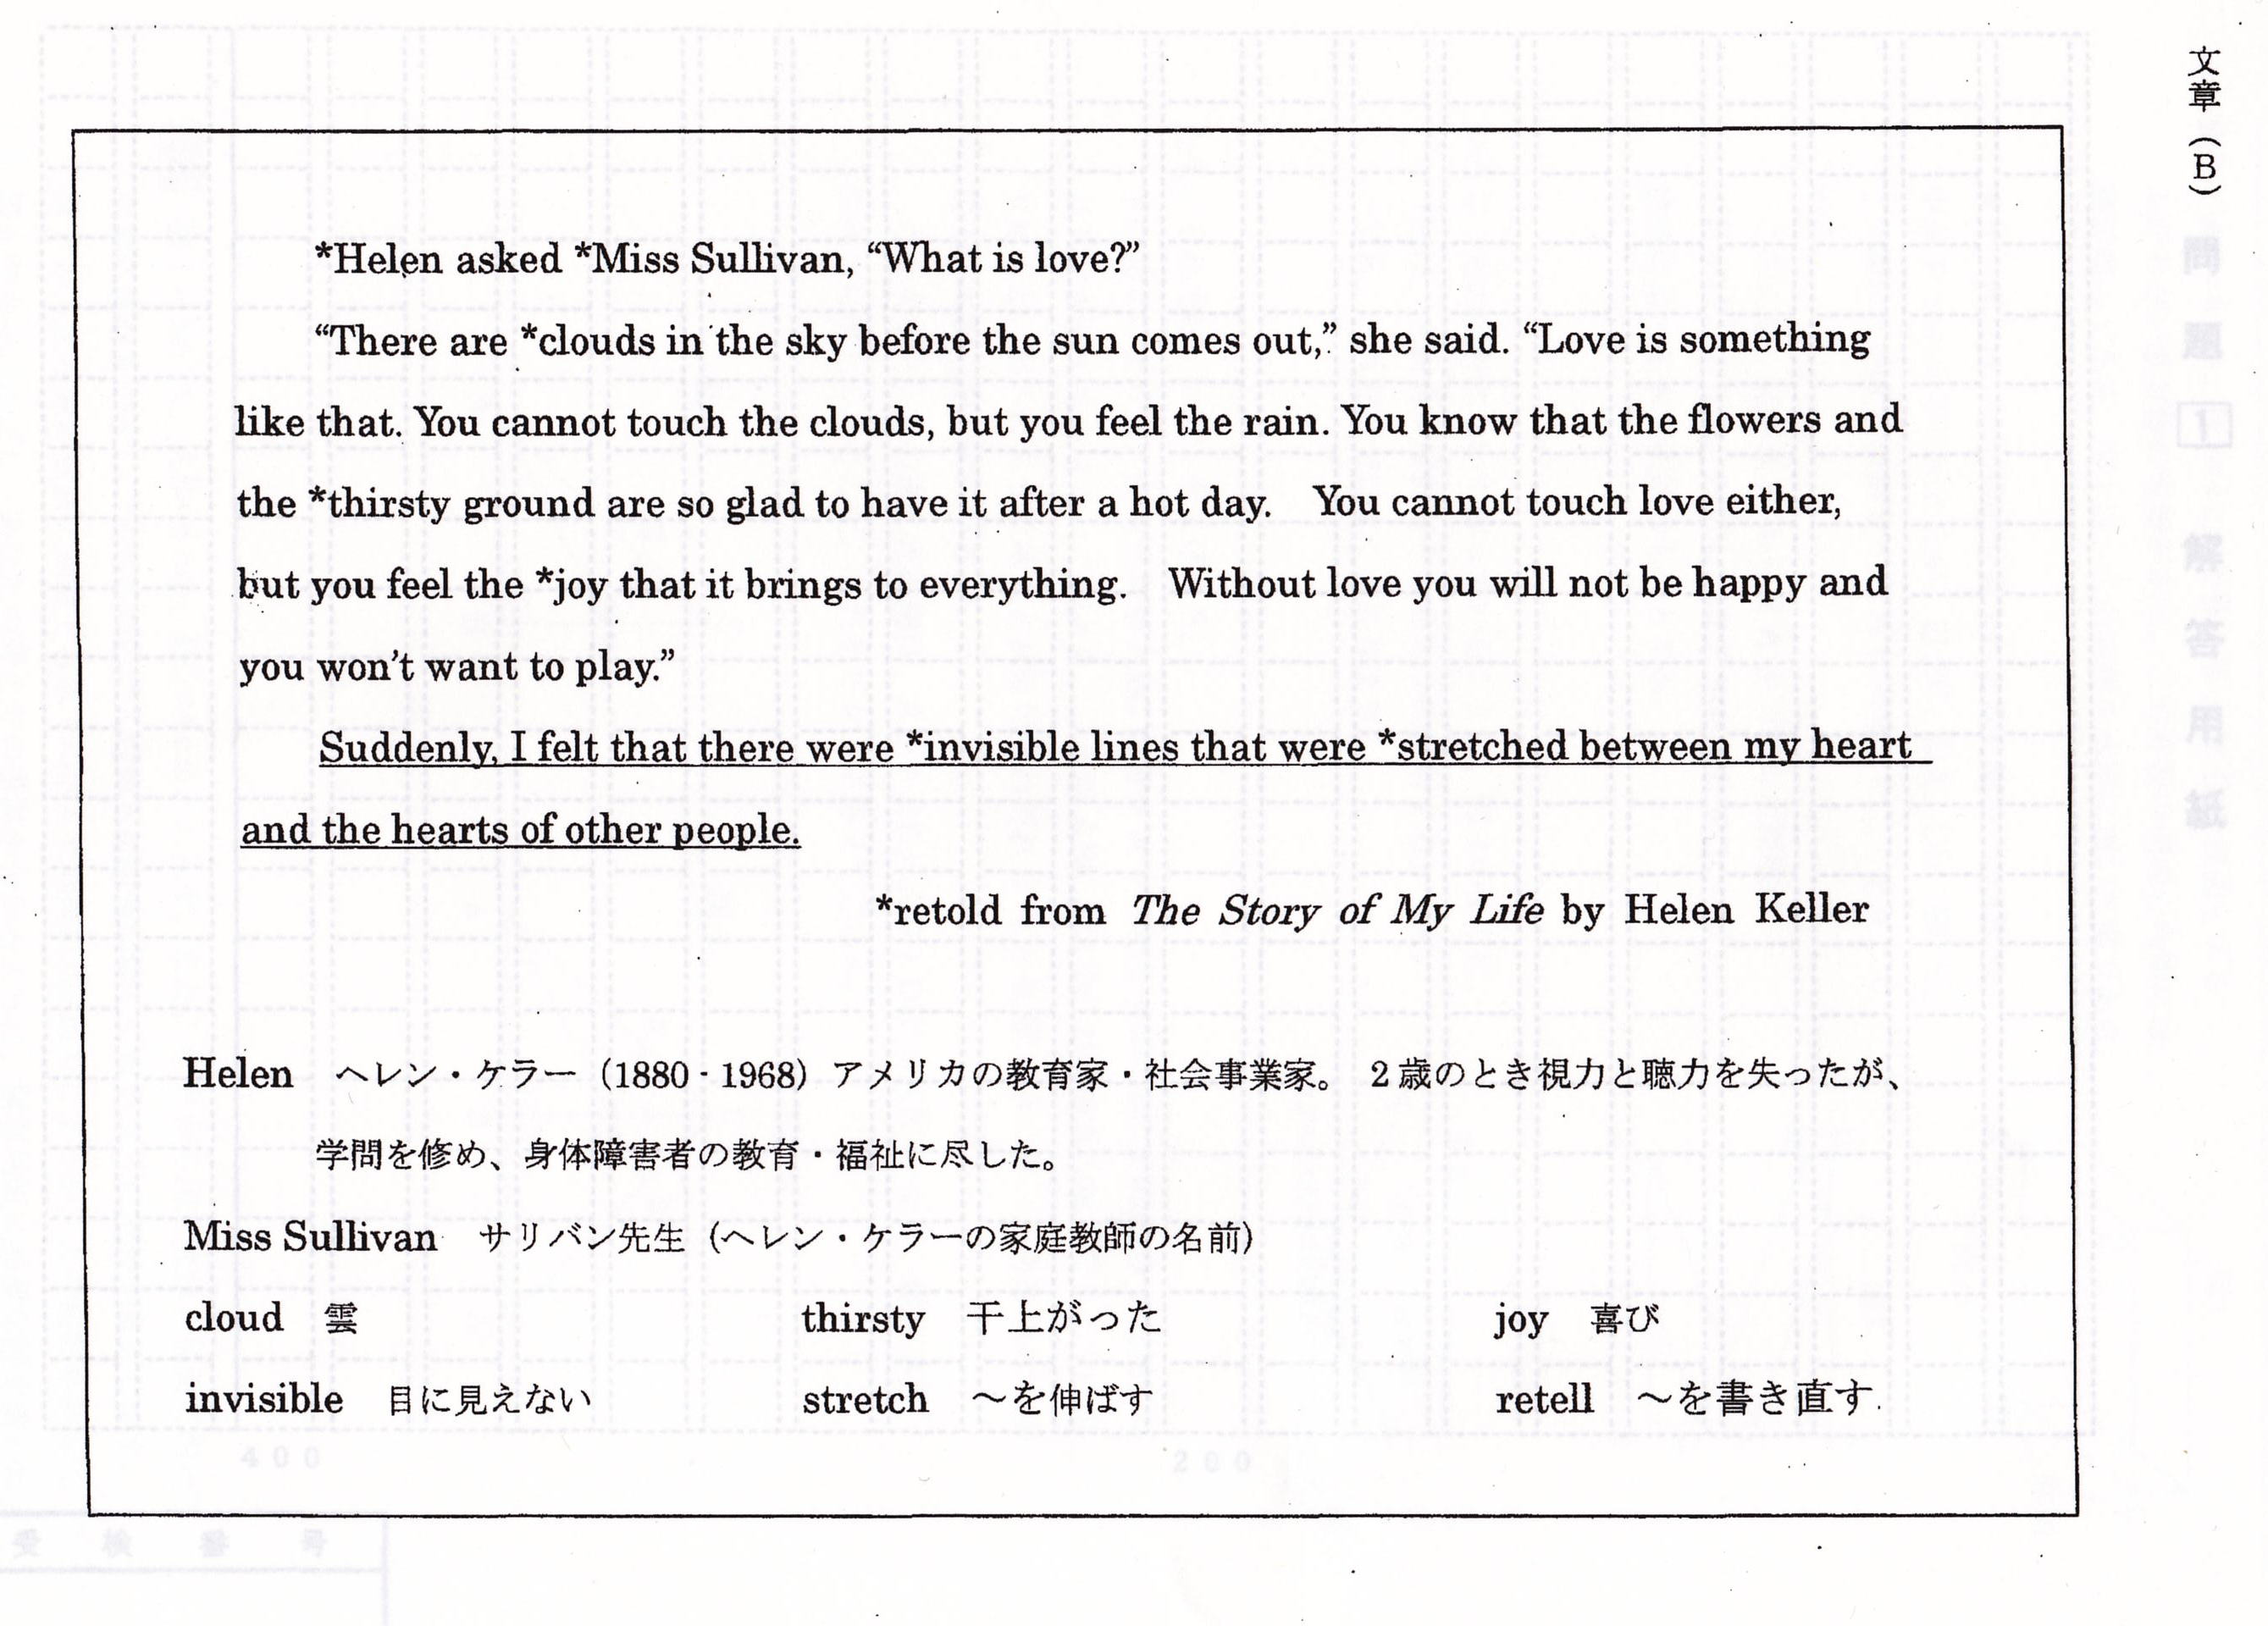 文章（B）
*Helen asked *Miss Sullivan, “What is love?”
“There are *clouds in the sky before the sun comes out,” she said. “Love is something
like that. You cannot touch the clouds, but you feel the rain. You know that the flowers and
the *thirsty ground are so glad to have it after a hot day. You cannot touch love either,
but you feel the *joy that it brings to everything. Without love you will not be happy and
you won’t want to play.”
Suddenly, I felt that there were *invisible lines that were *stretched between my heart
and the hearts of other people.
*retold from The Story of My Life by Helen Keller
Helen ヘレン・ケラー（1880 - 1968）アメリカの教育家・社会事業家。 2歳のとき視力と聴力を失ったが、
学問を修め、身体障害者の教育・福祉に尽した。
Miss Sullivan サリバン先生（ヘレン・ケラーの家庭教師の名前）
cloud 雲 thirsty 干上がった joy 喜び
invisible 目に見えない stretch ～を伸ばす retell ～を書き直す
問題 1 解答用紙
400 200
受検番号